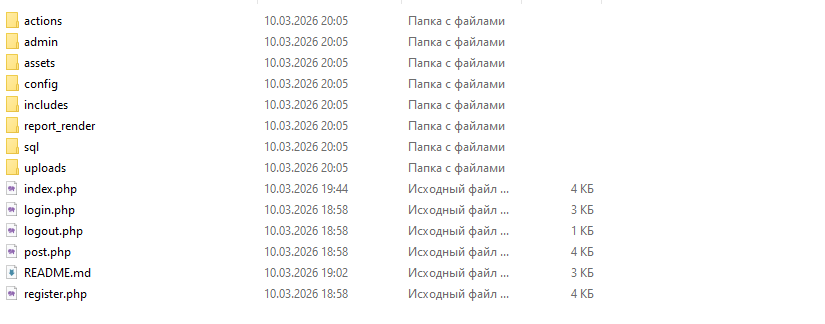 actions 10.03.2026 20:05 Папка с файлами
admin 10.03.2026 20:05 Папка с файлами
assets 10.03.2026 20:05 Папка с файлами
config 10.03.2026 20:05 Папка с файлами
includes 10.03.2026 20:05 Папка с файлами
report_render 10.03.2026 20:05 Папка с файлами
sql 10.03.2026 20:05 Папка с файлами
uploads 10.03.2026 20:05 Папка с файлами
index.php 10.03.2026 19:44 Исходный файл ... 4 КБ
login.php 10.03.2026 18:58 Исходный файл ... 3 КБ
logout.php 10.03.2026 18:58 Исходный файл ... 1 КБ
post.php 10.03.2026 18:58 Исходный файл ... 4 КБ
README.md 10.03.2026 19:02 Исходный файл ... 3 КБ
register.php 10.03.2026 18:58 Исходный файл ... 4 КБ